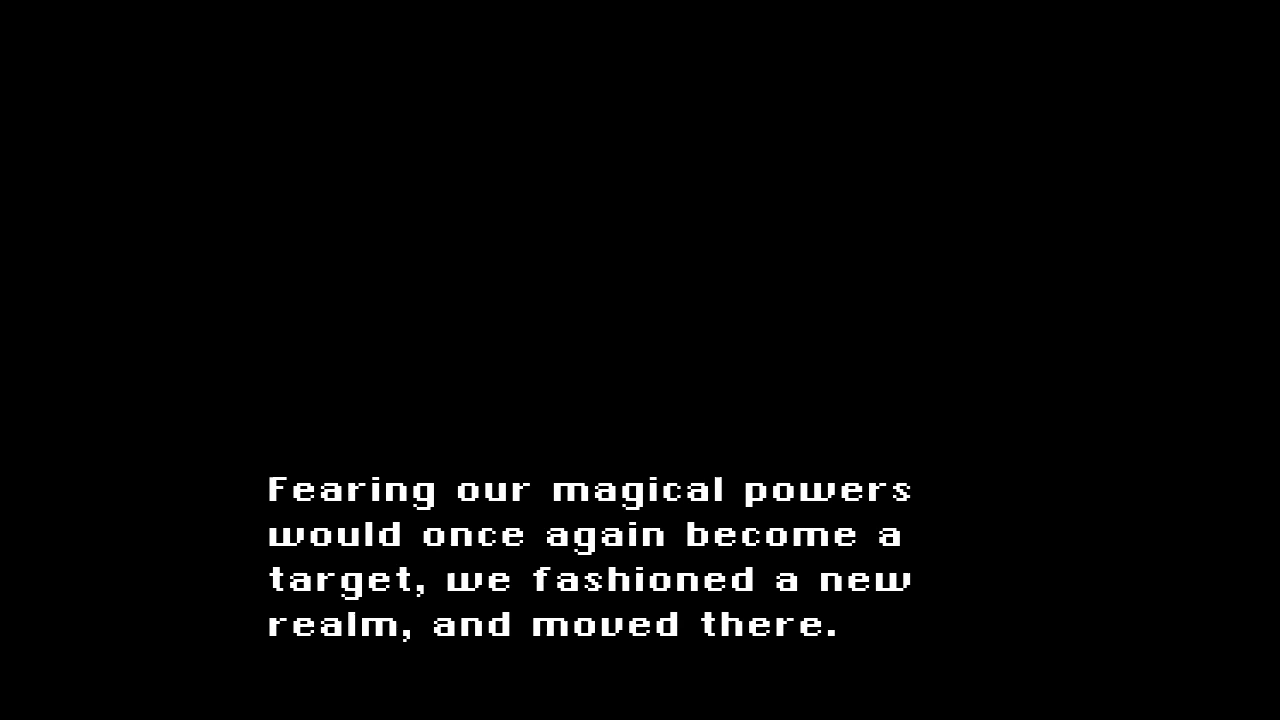 Fearing our magical powers
would once again become a
target, we fashioned a new
realm, and moved there.